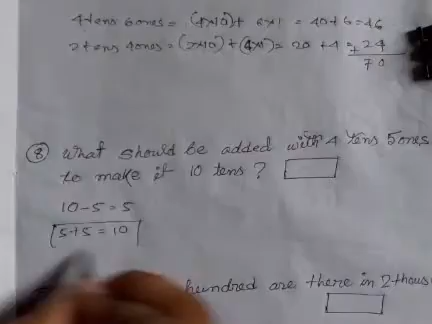 4 tens 6 ones = (4×10) + 6×1 = 40 + 6 = 46
2 tens 4 ones = (2×10) + (4×1) = 20 + 4 = + 24
70
⑧ What should be added with 4 tens 5 ones
to make it 10 tens ?
10 - 5 = 5
5 + 5 = 10
hundred are there in 2 thous